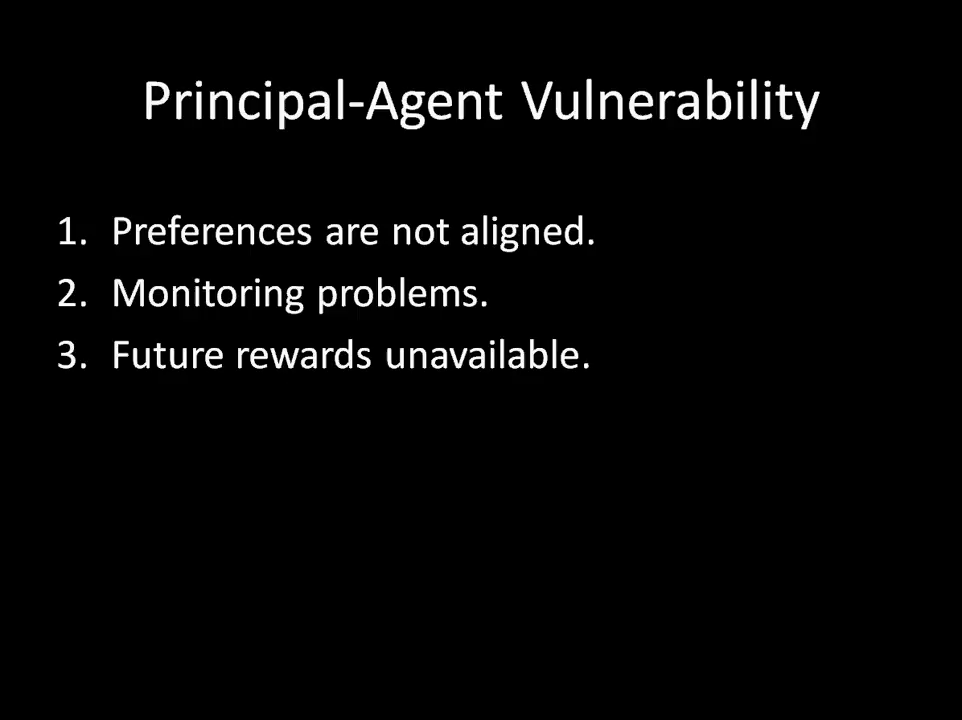 Principal-Agent Vulnerability
1. Preferences are not aligned.
2. Monitoring problems.
3. Future rewards unavailable.